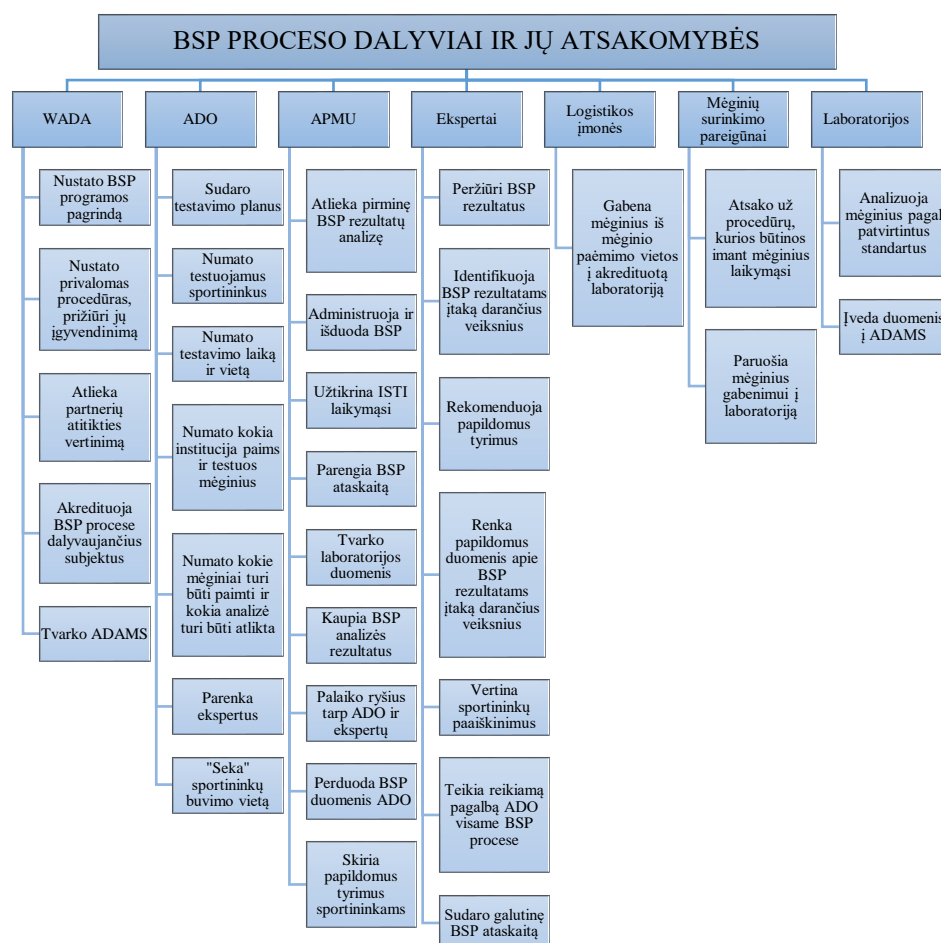 BSP PROCESO DALYVIAI IR JŲ ATSAKOMYBĖS
WADA
Nustato BSP
programos
pagrindą
Nustato
privalomas
procedūras,
prižiūri jų
įgyvendinimą
Atlieka
partnerių
atitikties
vertinimą
Akredituoja
BSP procese
dalyvaujančius
subjektus
Tvarko ADAMS
ADO
Sudaro
testavimo planus
Numato
testuojamus
sportininkus
Numato
testavimo laiką
ir vietą
Numato kokia
institucija paims
ir testuos
mėginius
Numato kokie
mėginiai turi
būti paimti ir
kokia analizė
turi būti atlikta
Parenka
ekspertus
"Seka"
sportininkų
buvimo vietą
APMU
Atlieka pirminę
BSP rezultatų
analizę
Administruoja ir
išduoda BSP
Užtikrina ISTI
laikymąsi
Parengia BSP
ataskaitą
Tvarko
laboratorijos
duomenis
Kaupia BSP
analizės
rezultatus
Palaiko ryšius
tarp ADO ir
ekspertų
Perduoda BSP
duomenis ADO
Skiria
papildomus
tyrimus
sportininkams
Ekspertai
Peržiūri BSP
rezultatus
Identifikuoja
BSP rezultatams
įtaką darančius
veiksnius
Rekomenduoja
papildomus
tyrimus
Renka
papildomus
duomenis apie
BSP
rezultatams
įtaką darančius
veiksnius
Vertina
sportininkų
paaiškinimus
Teikia reikiamą
pagalbą ADO
visame BSP
procese
Sudaro galutinę
BSP ataskaitą
Logistikos
įmonės
Gabena
mėginius iš
mėginio
paėmimo vietos
į akredituotą
laboratoriją
Mėginių
surinkimo
pareigūnai
Atsako už
procedūrų,
kurios būtinos
imant mėginius
laikymąsi
Paruošia
mėginius
gabenimui į
laboratoriją
Laboratorijos
Analizuoja
mėginius pagal
patvirtintus
standartus
Įveda duomenis
į ADAMS